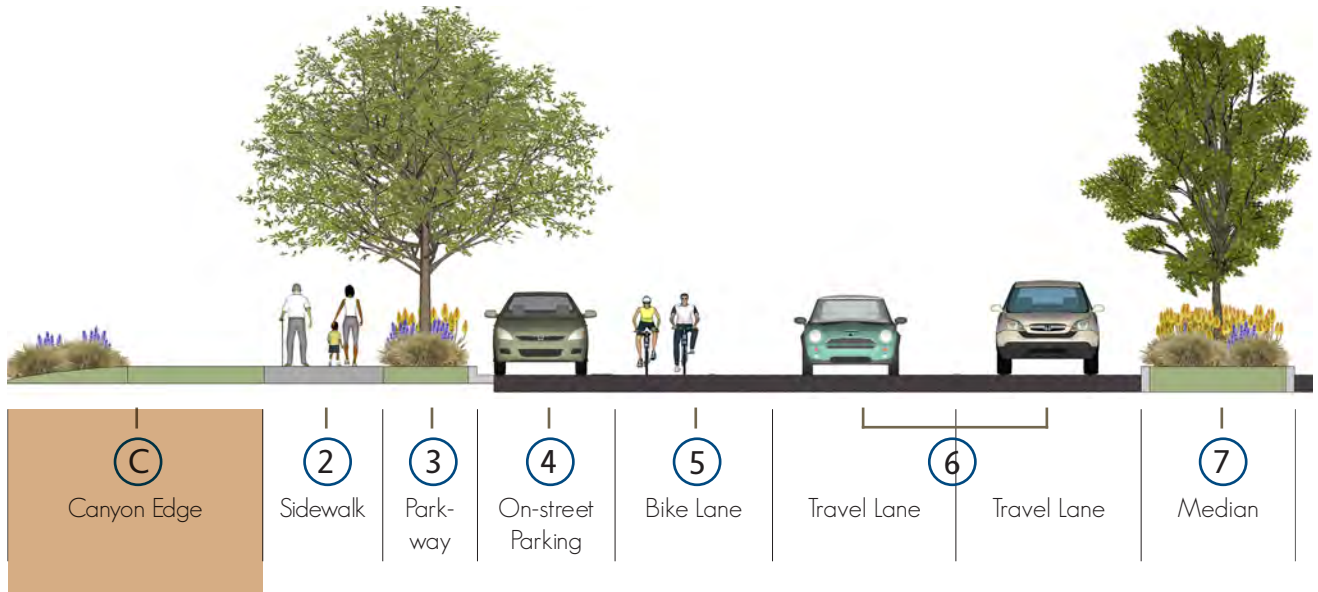 C
Canyon Edge
2
Sidewalk
3
Park-
way
4
On-street
Parking
5
Bike Lane
6
Travel Lane
Travel Lane
7
Median